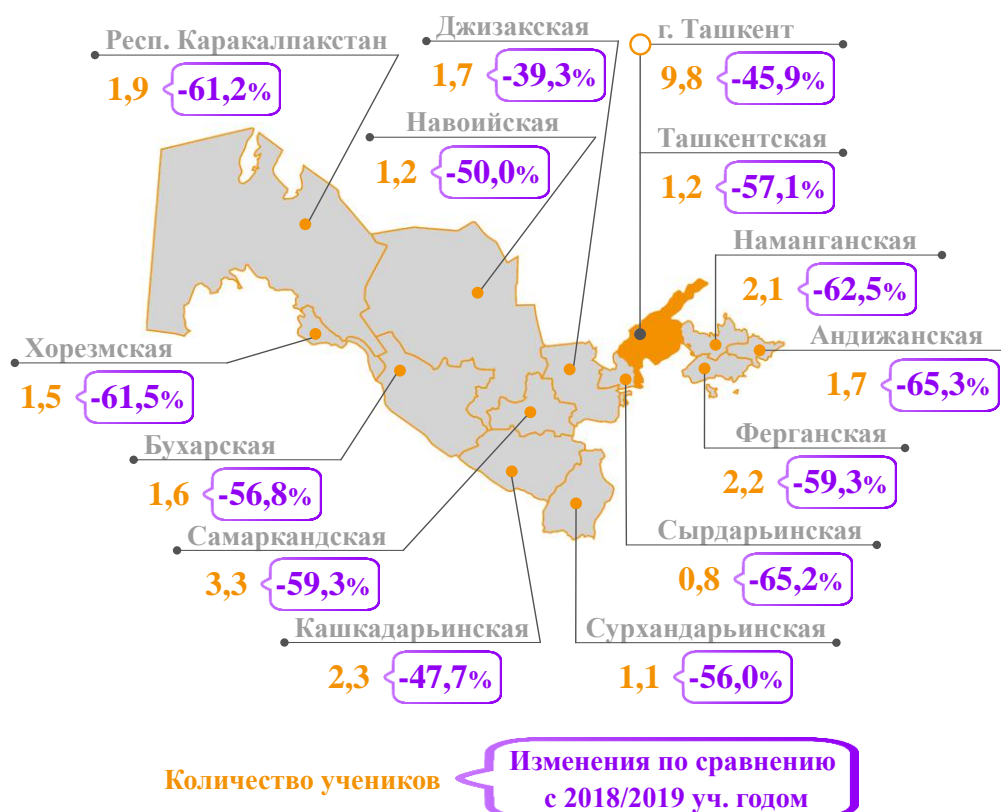 Респ. Каракалпакстан
1,9 -61,2%
Джизакская
1,7 -39,3%
г. Ташкент
9,8 -45,9%
Навоийская
1,2 -50,0%
Ташкентская
1,2 -57,1%
Наманганская
2,1 -62,5%
Хорезмская
1,5 -61,5%
Андижанская
1,7 -65,3%
Бухарская
1,6 -56,8%
Ферганская
2,2 -59,3%
Самаркандская
3,3 -59,3%
Сырдарьинская
0,8 -65,2%
Кашкадарьинская
2,3 -47,7%
Сурхандарьинская
1,1 -56,0%
Количество учеников
Изменения по сравнению
с 2018/2019 уч. годом